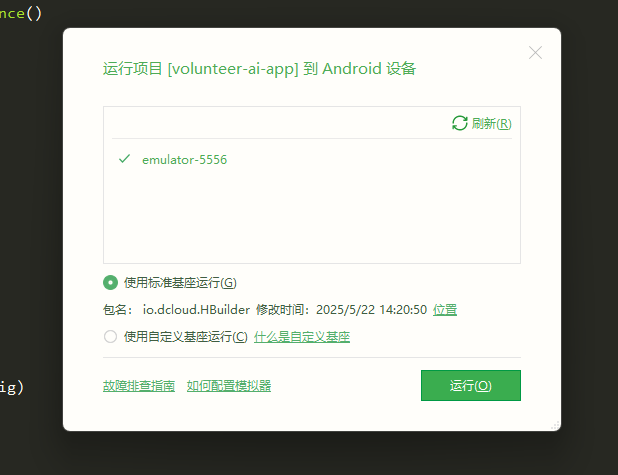 nce()
运行项目 [volunteer-ai-app] 到 Android 设备
刷新(R)
emulator-5556
使用标准基座运行(G)
包名： io.dcloud.HBuilder 修改时间：2025/5/22 14:20:50 位置
使用自定义基座运行(C) 什么是自定义基座
ig)
故障排查指南 如何配置模拟器 运行(O)